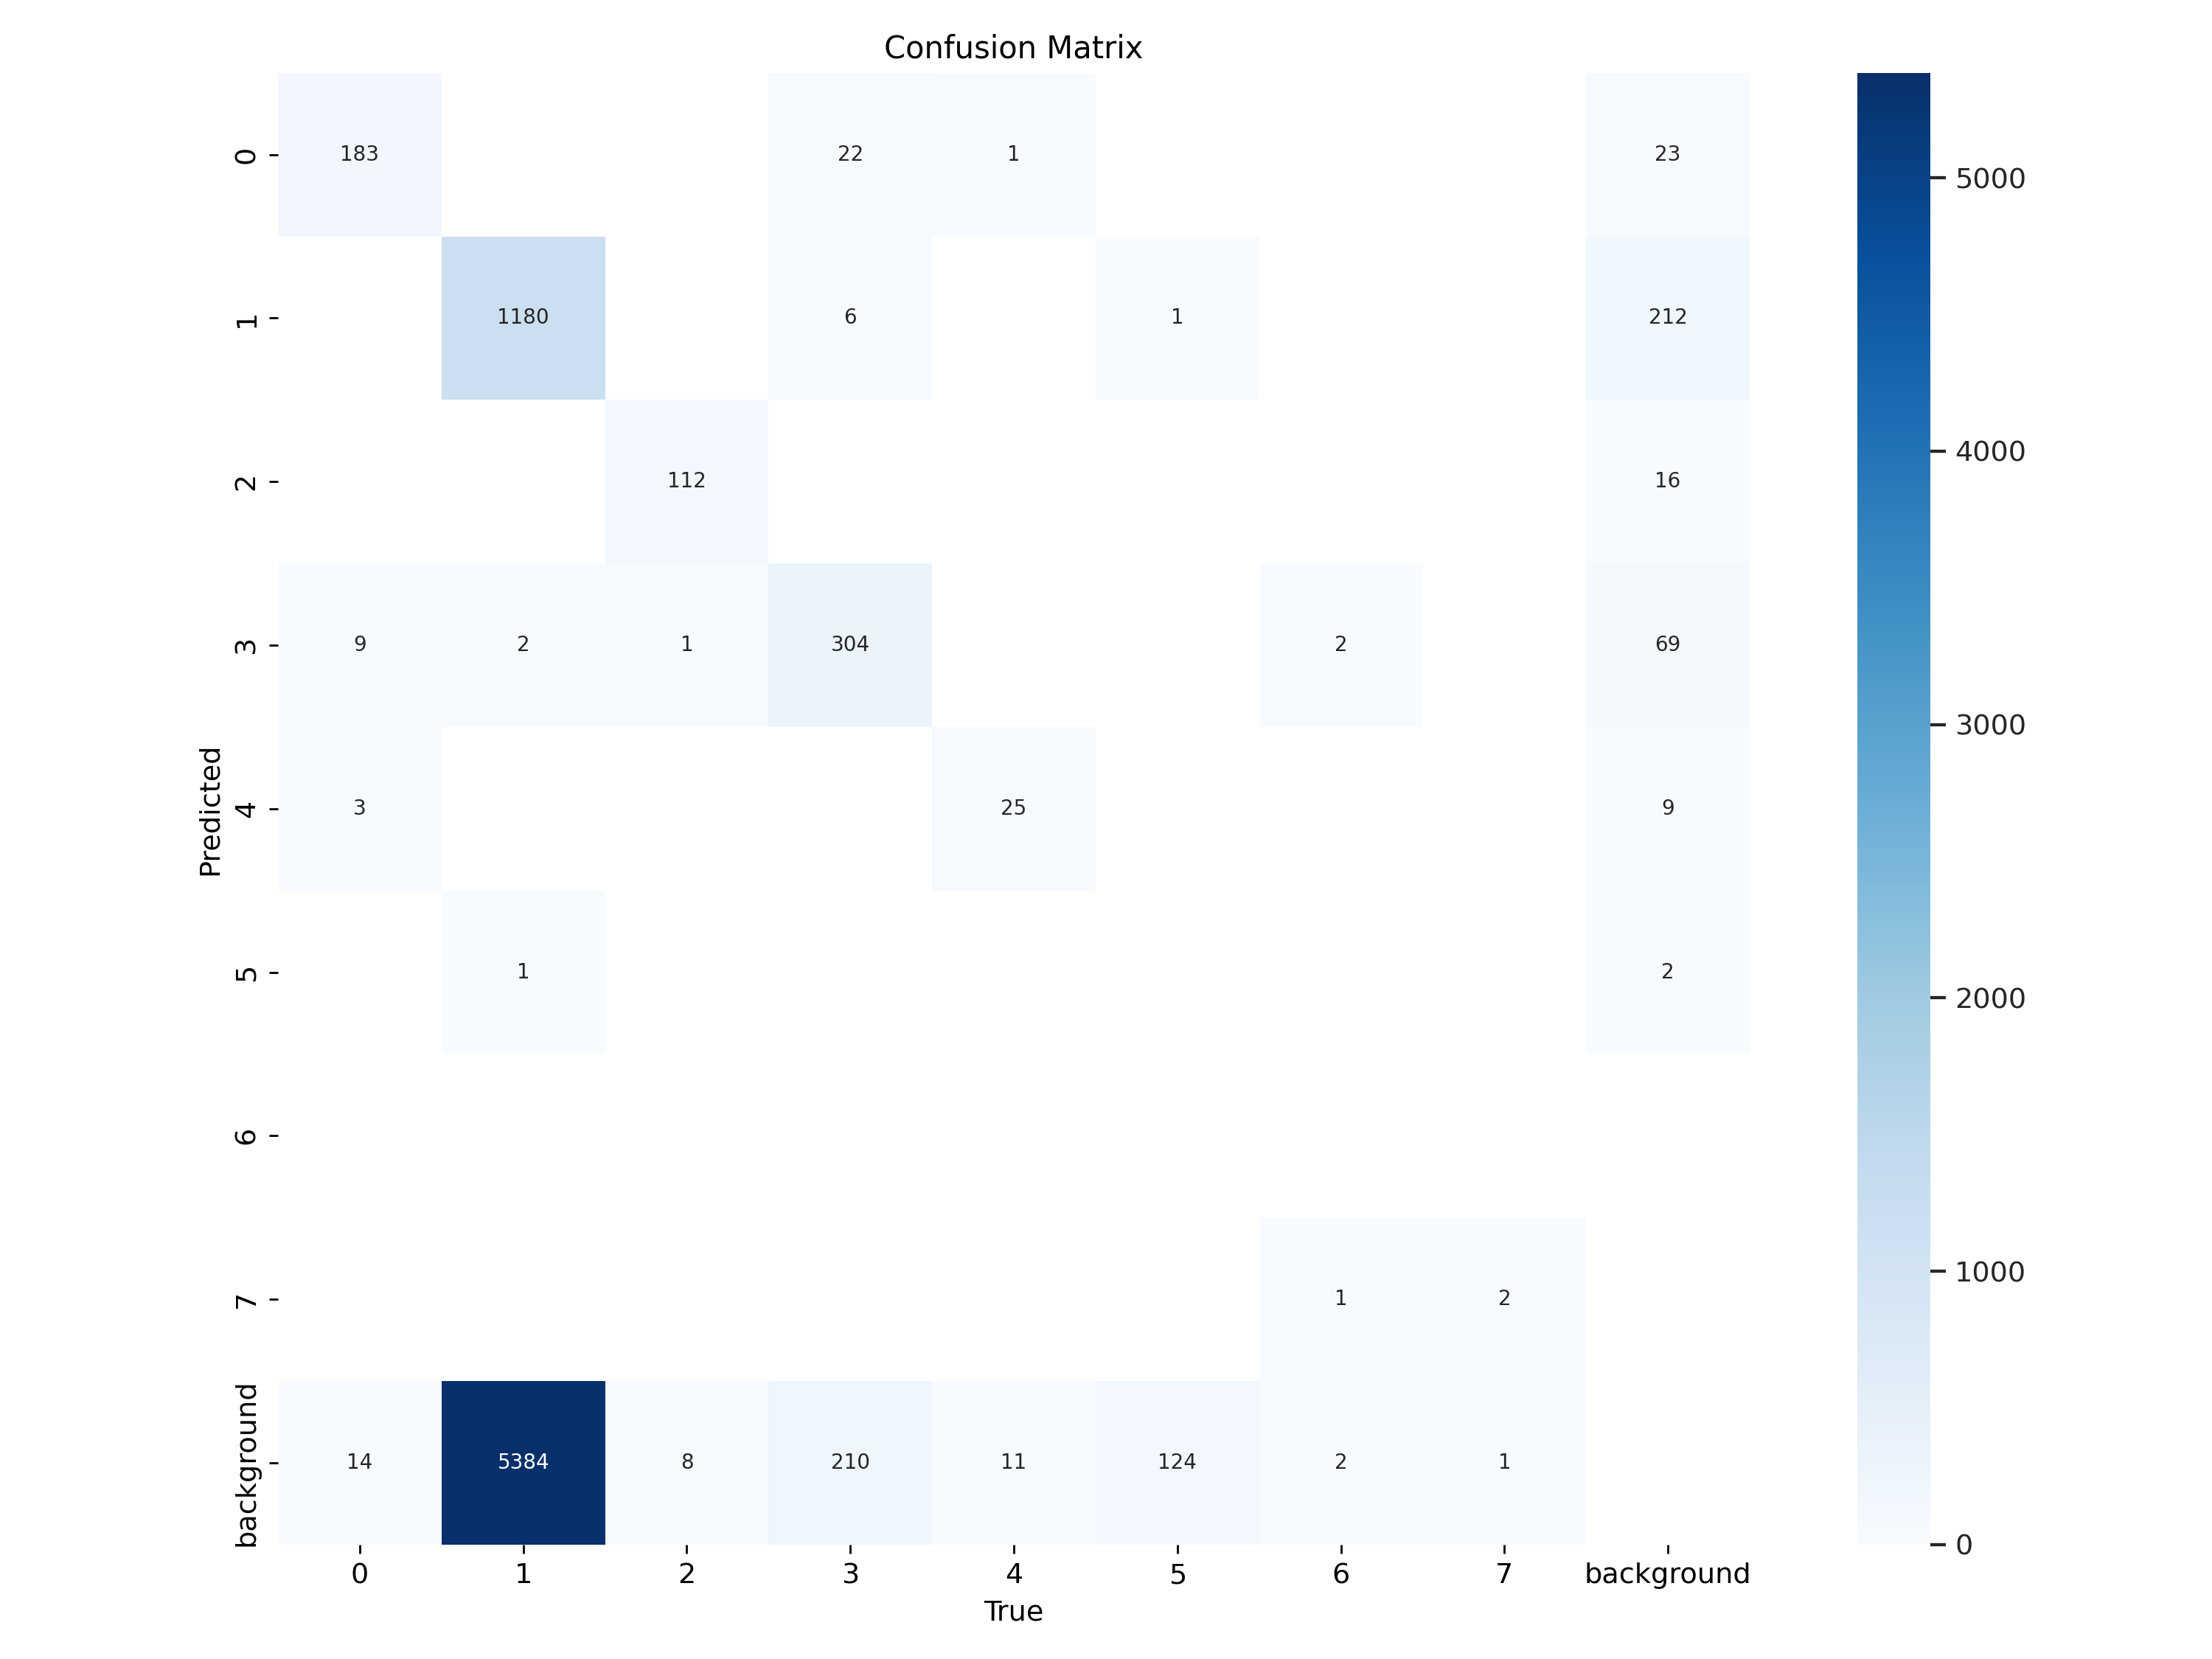 Confusion Matrix
0 183 22 1 23
1 1180 6 1 212
2 112 16
3 9 2 1 304 2 69
4 3 25 9
5 1 2
6
7 1 2
background 14 5384 8 210 11 124 2 1
0 1 2 3 4 5 6 7 background
True
Predicted
5000
4000
3000
2000
1000
0